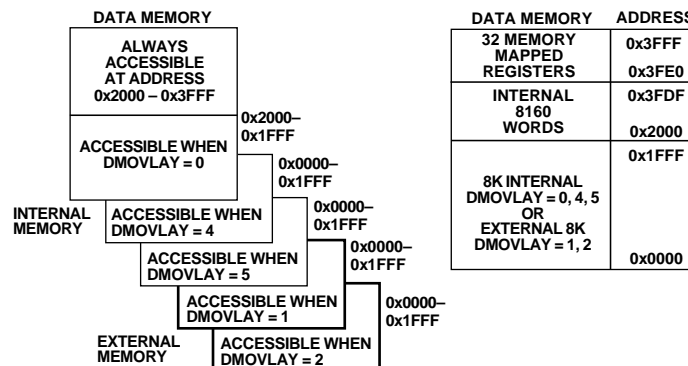 DATA MEMORY
ALWAYS
ACCESSIBLE
AT ADDRESS
0x2000 – 0x3FFF
0x2000–
0x1FFF
ACCESSIBLE WHEN
DMOVLAY = 0
0x0000–
0x1FFF
INTERNAL
MEMORY
ACCESSIBLE WHEN
DMOVLAY = 4
0x0000–
0x1FFF
ACCESSIBLE WHEN
DMOVLAY = 5
0x0000–
0x1FFF
ACCESSIBLE WHEN
DMOVLAY = 1
0x0000–
0x1FFF
EXTERNAL
MEMORY
ACCESSIBLE WHEN
DMOVLAY = 2
DATA MEMORY ADDRESS
32 MEMORY
MAPPED
REGISTERS
0x3FFF
0x3FE0
INTERNAL
8160
WORDS
0x3FDF
0x2000
8K INTERNAL
DMOVLAY = 0, 4, 5
OR
EXTERNAL 8K
DMOVLAY = 1, 2
0x1FFF
0x0000